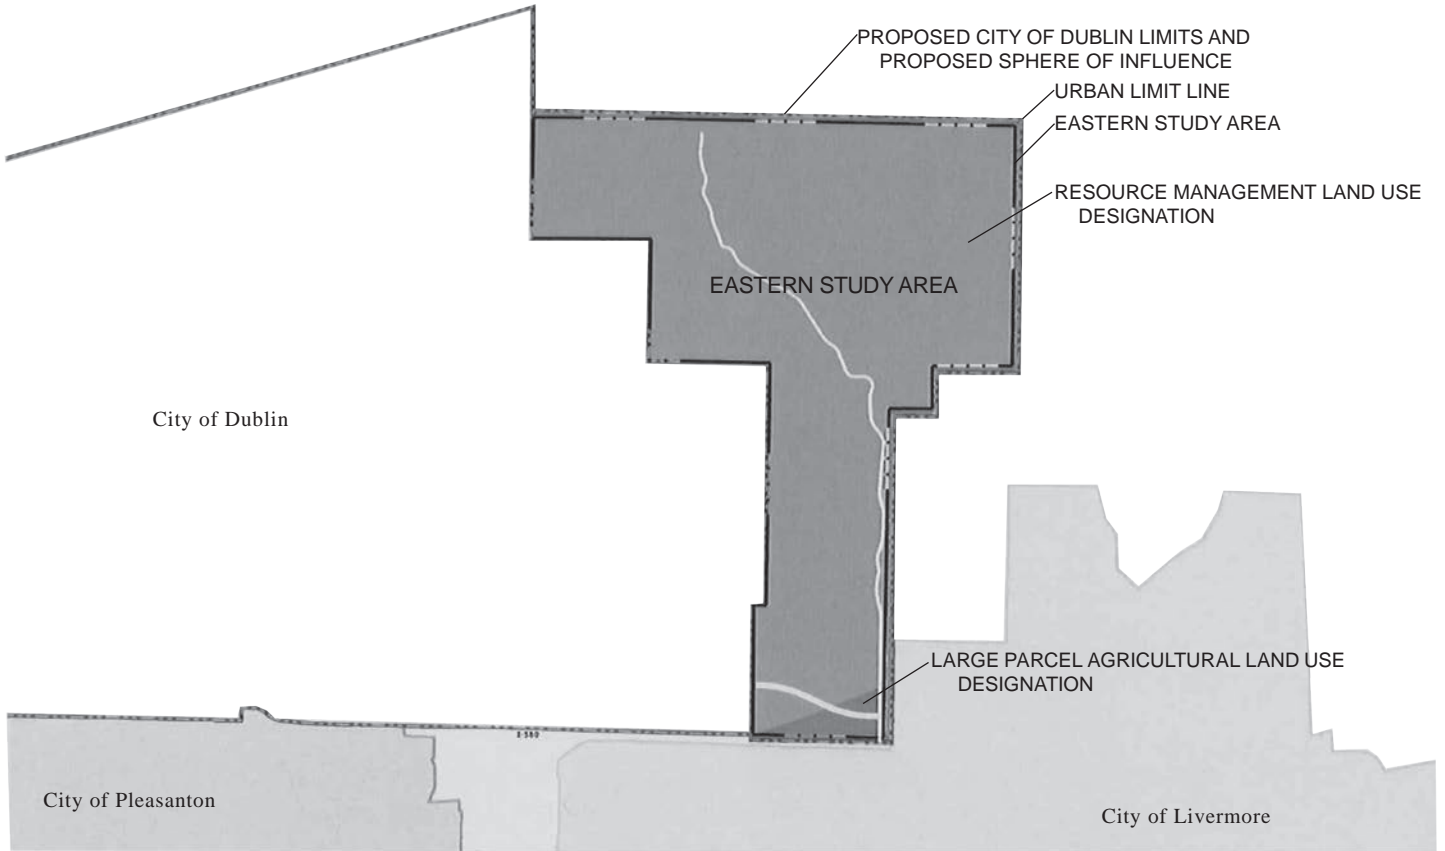 PROPOSED CITY OF DUBLIN LIMITS AND
PROPOSED SPHERE OF INFLUENCE
URBAN LIMIT LINE
EASTERN STUDY AREA
RESOURCE MANAGEMENT LAND USE
DESIGNATION
EASTERN STUDY AREA
City of Dublin
LARGE PARCEL AGRICULTURAL LAND USE
DESIGNATION
I-580
City of Pleasanton
City of Livermore